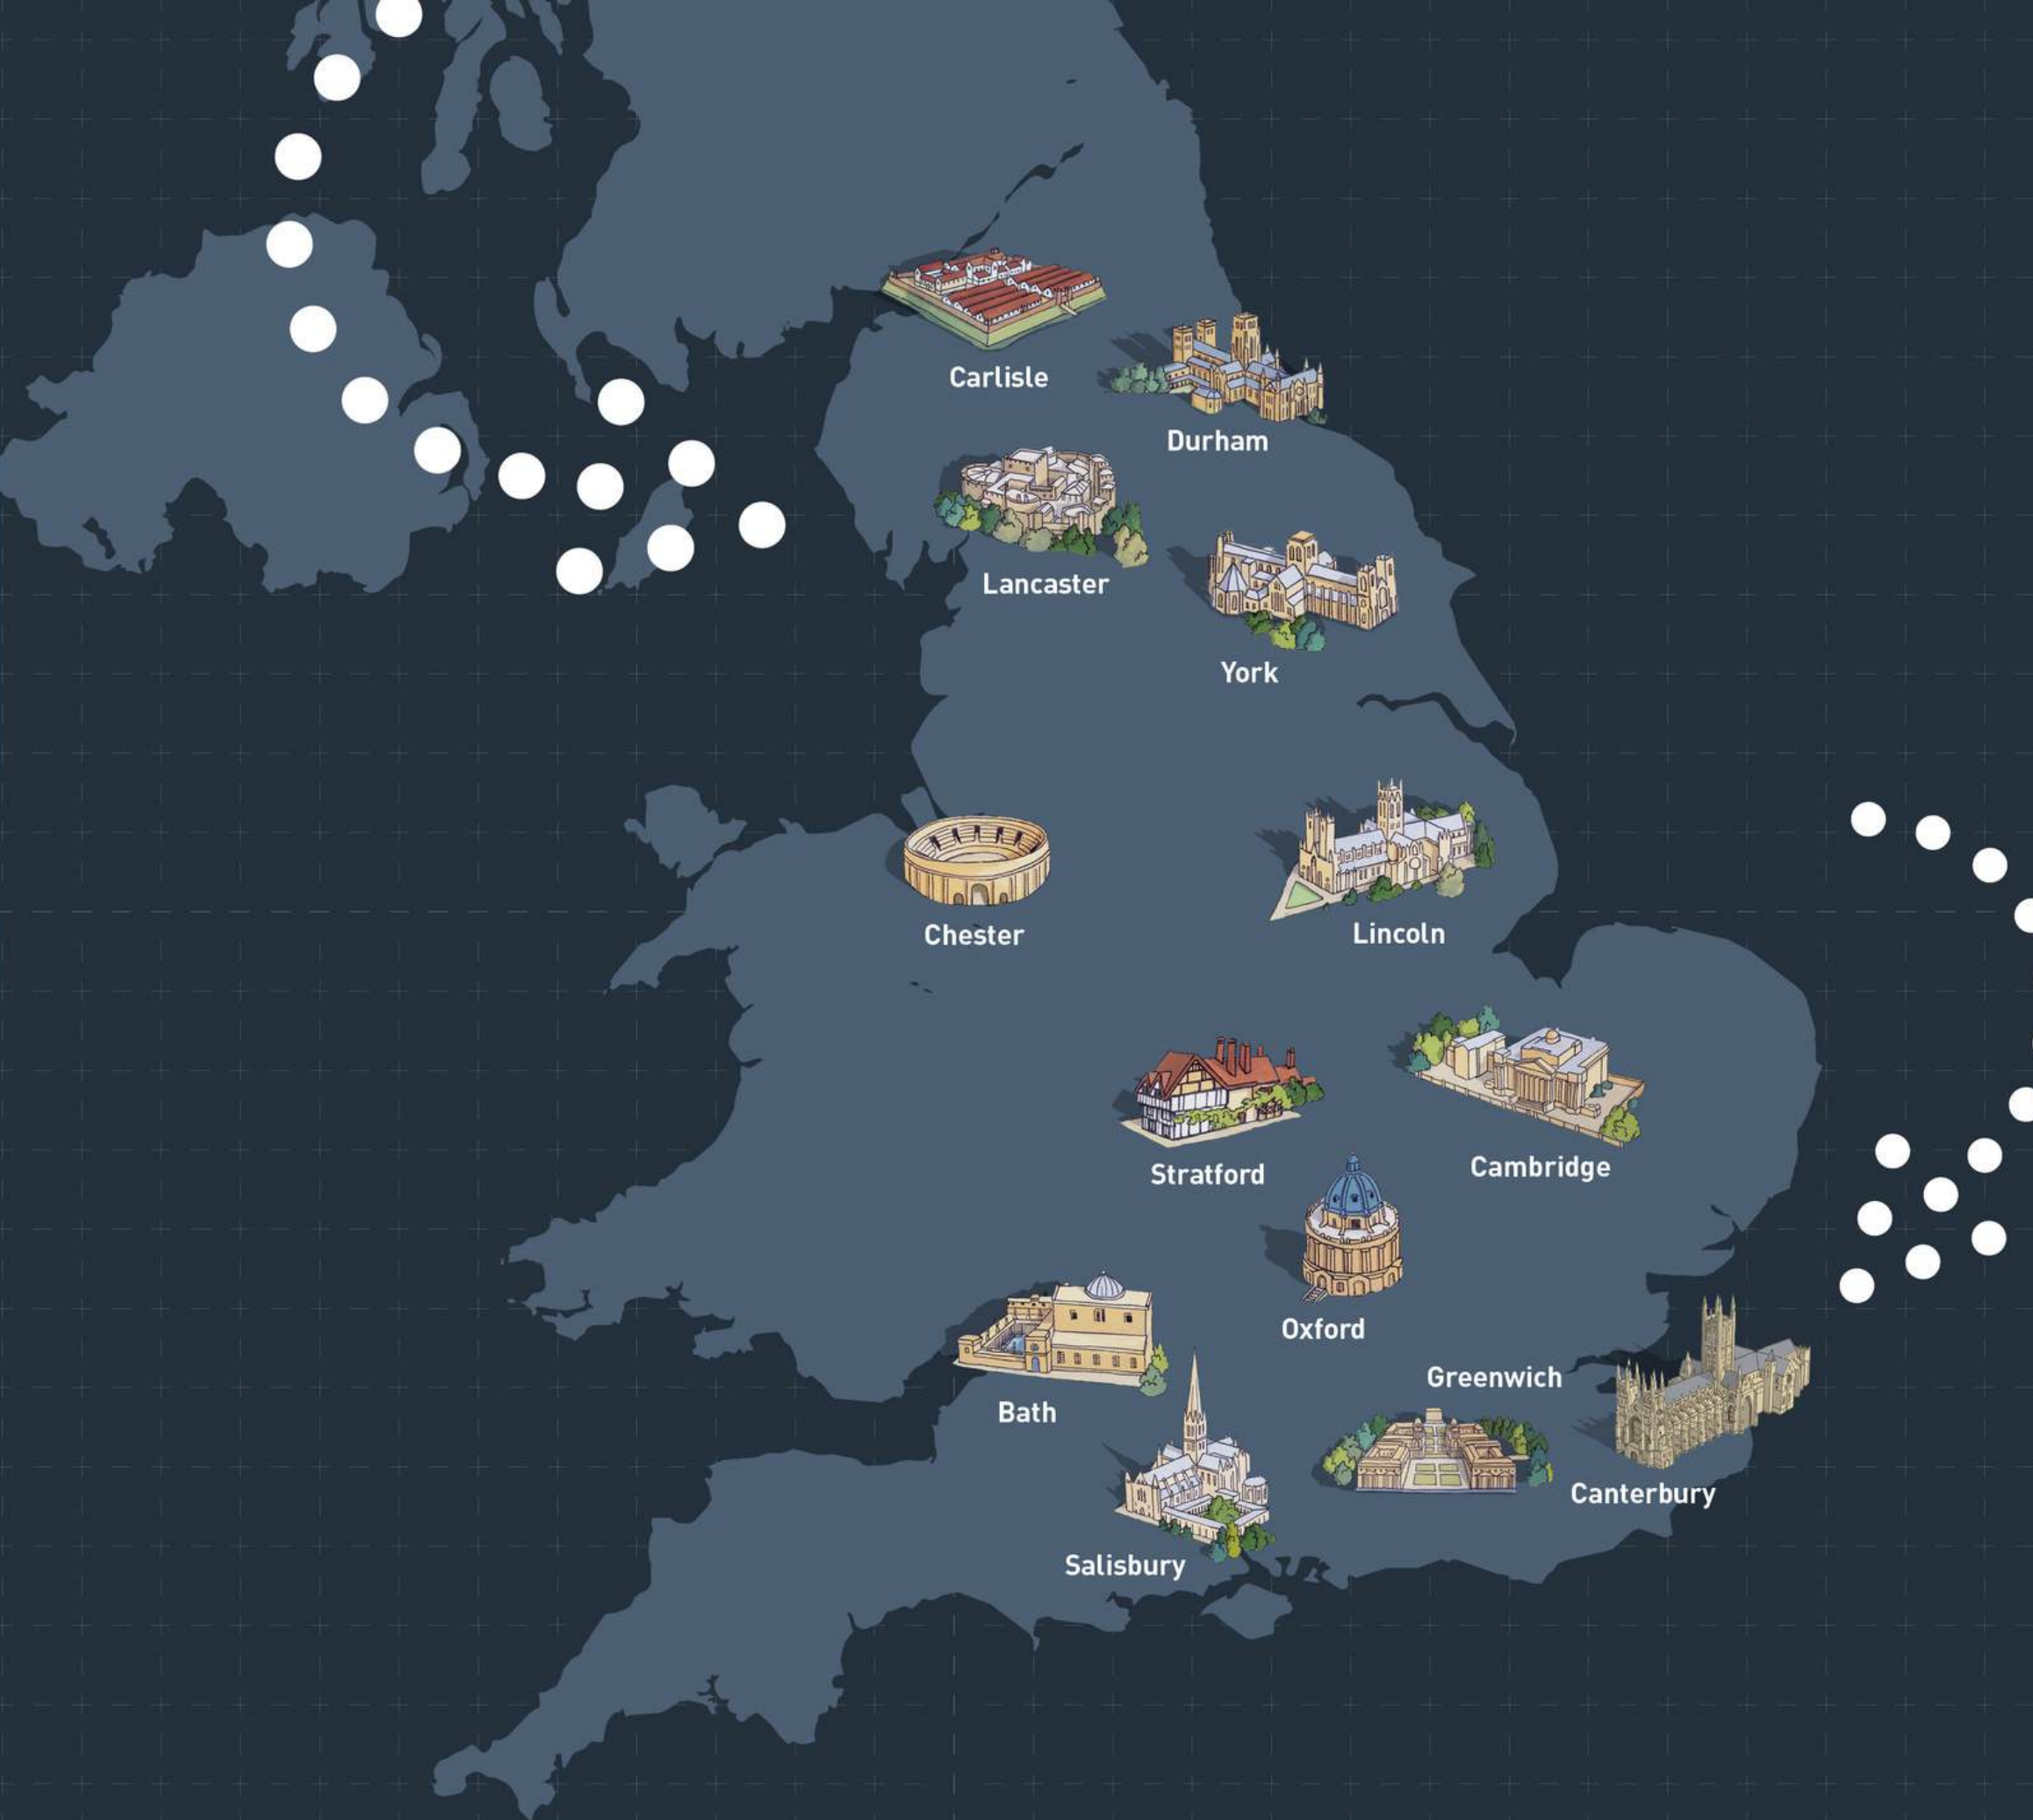 Carlisle
Durham
Lancaster
York
Chester
Lincoln
Stratford
Cambridge
Oxford
Greenwich
Bath
Canterbury
Salisbury